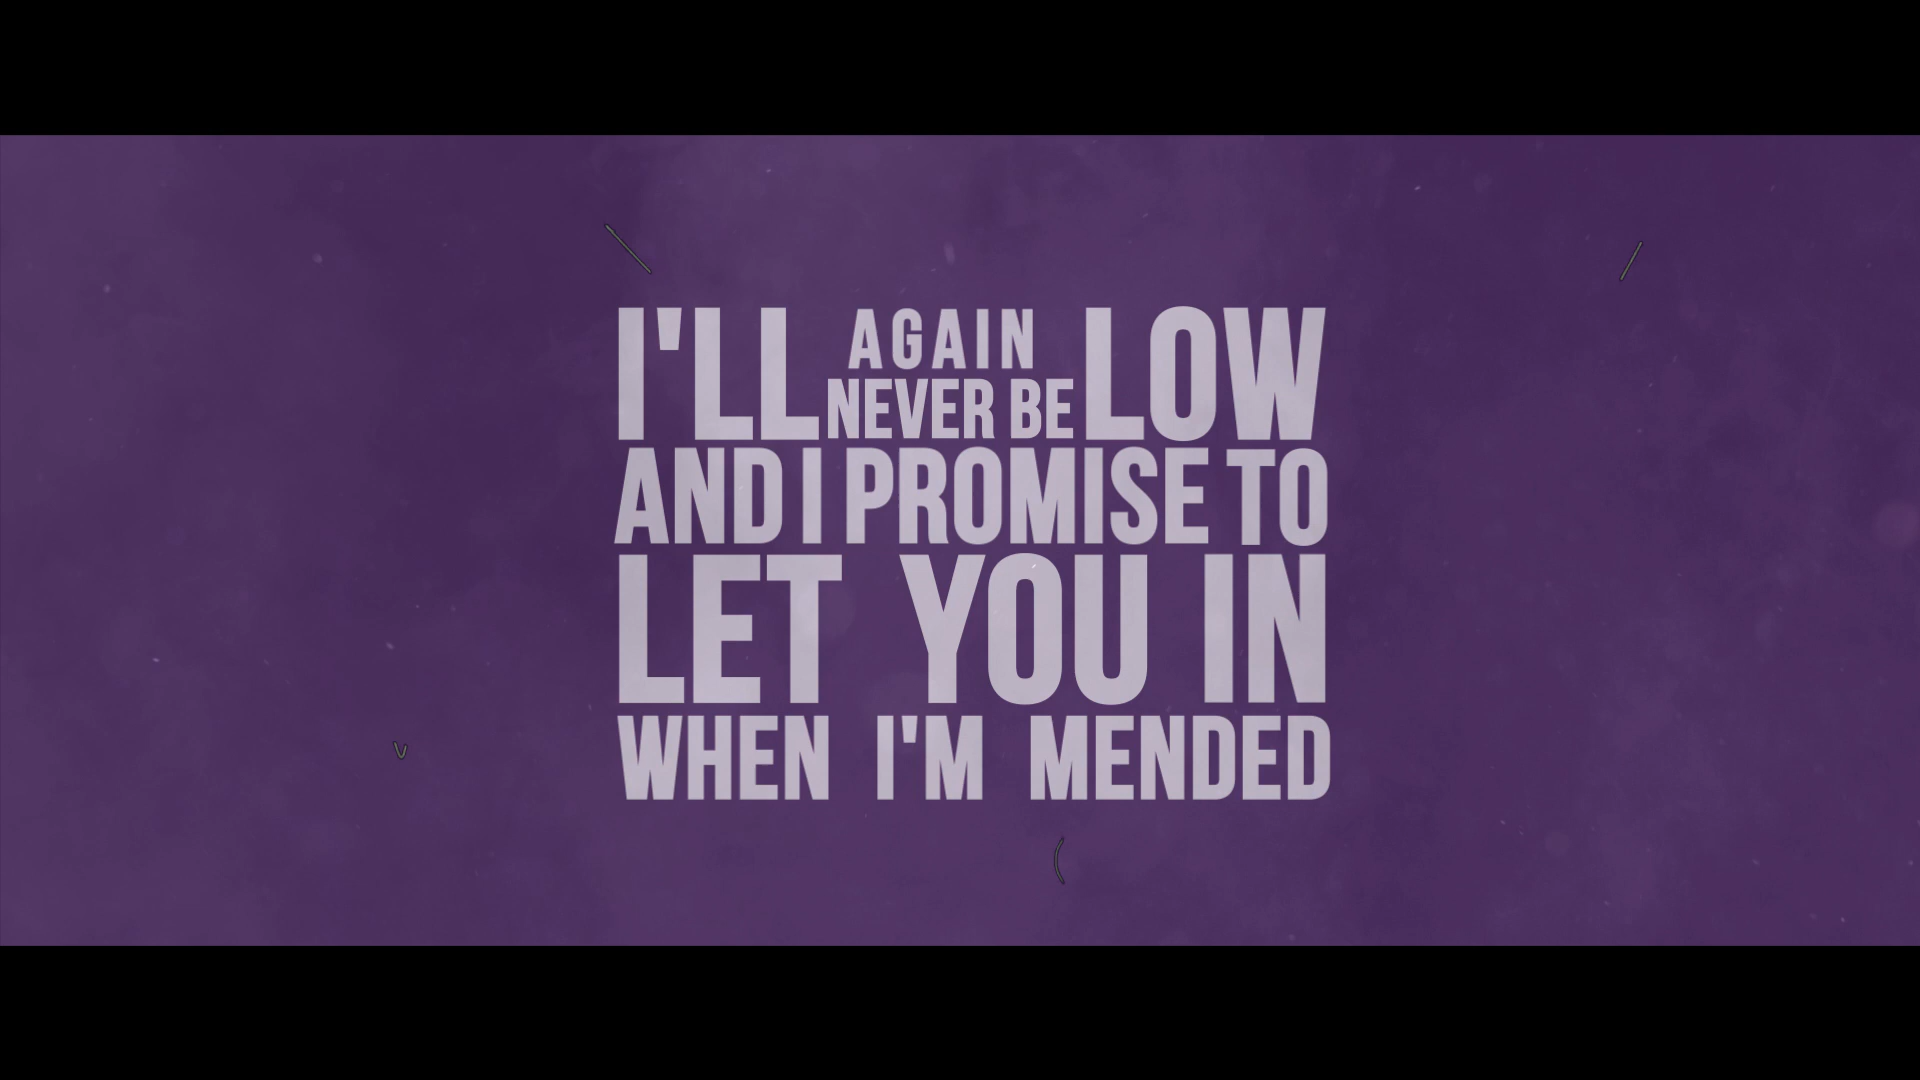 I'LL AGAIN NEVER BE LOW
AND I PROMISE TO
LET YOU IN
WHEN I'M MENDED